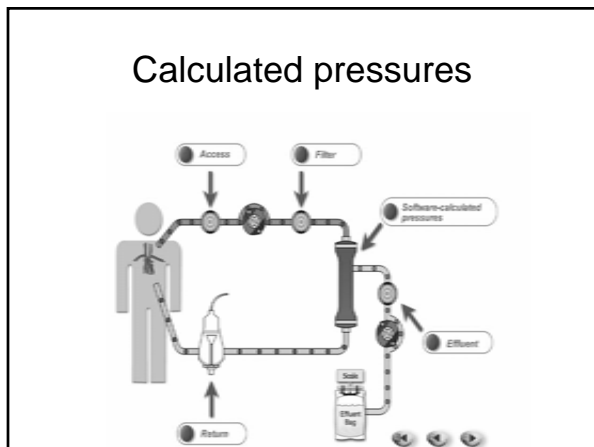 Calculated pressures
Access
Filter
Software-calculated
pressures
Effluent
Scale
Effluent
Bag
Return